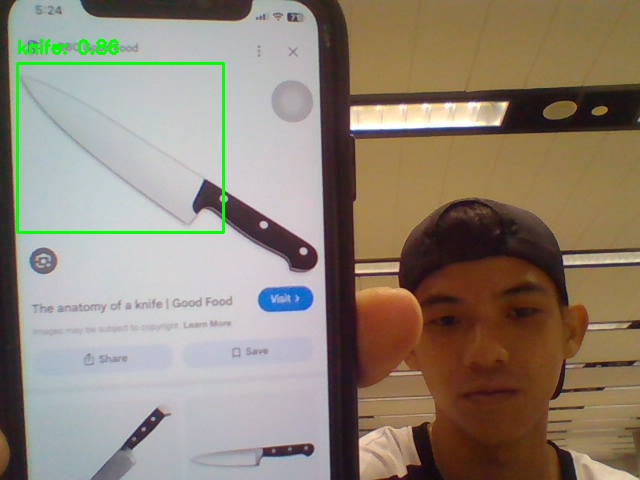 5:24
knife: 0.86
Food
The anatomy of a knife | Good Food
Visit >
Images may be subject to copyright. Learn More
Share
Save